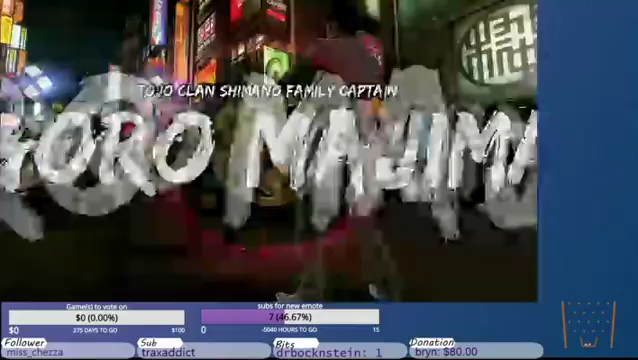 TOJO CLAN SHIMANO FAMILY CAPTAIN
GORO MAJIMA
Game(s) to vote on
$0 (0.00%)
$0
275 DAYS TO GO
$100
subs for new emote
7 (46.67%)
0
-5040 HOURS TO GO
15
Follower
miss_chezza
Sub
traxaddict
Bits
drbocknstein: 1
Donation
bryn: $80.00